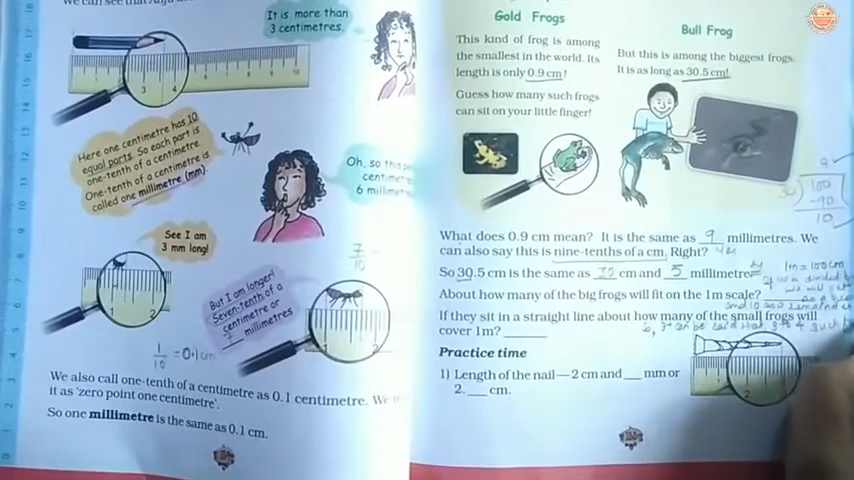 It is more than
3 centimetres.
Here one centimetre has 10
equal parts. So each part is
one-tenth of a centimetre.
One-tenth of a centimetre is
called one millimetre (mm).
Oh, so this
centimetre
6 millimet
See I am
3 mm long!
7/10 =
But I am longer!
Seven-tenth of a
centimetre or
7 millimetres
1/10 = 0.1 cm
We also call one-tenth of a centimetre as 0.1 centimetre. We
it as 'zero point one centimetre'.
So one millimetre is the same as 0.1 cm.
Gold Frogs
This kind of frog is among
the smallest in the world. Its
length is only 0.9 cm!
Guess how many such frogs
can sit on your little finger!
Bull Frog
But this is among the biggest frogs.
It is as long as 30.5 cm!
100
-90
10
What does 0.9 cm mean? It is the same as 9 millimetres. We
can also say this is nine-tenths of a cm. Right? Yes
So 30.5 cm is the same as 30 cm and 5 millimetre
1m = 100 cm
About how many of the big frogs will fit on the 1m scale?
If they sit in a straight line about how many of the small frogs will
cover 1m?
Practice time
1) Length of the nail—2 cm and ___ mm or
2.___ cm.